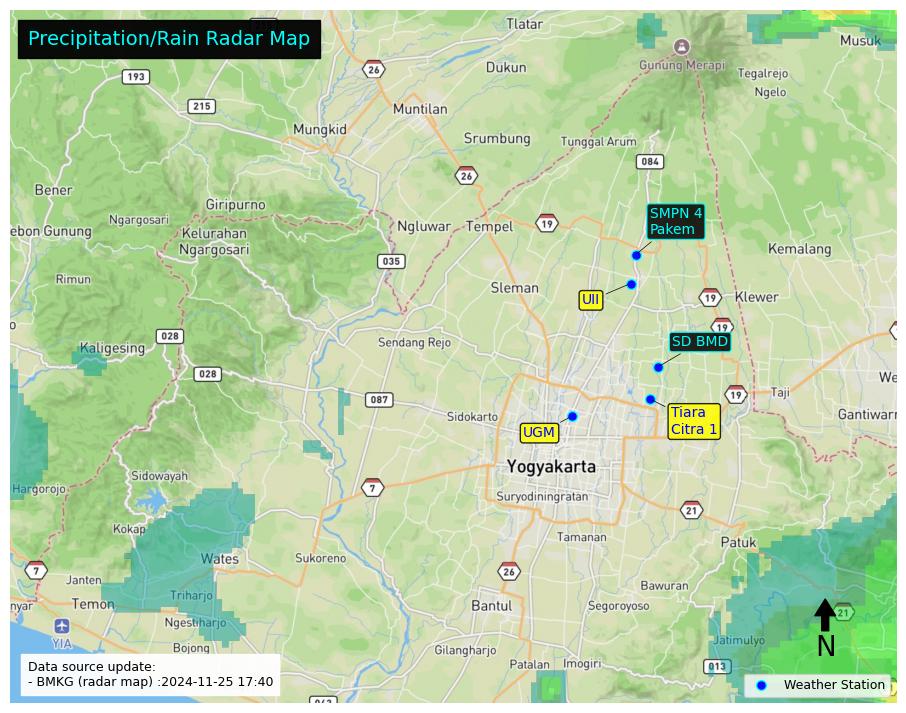 Precipitation/Rain Radar Map
Tlatar
Musuk
Gunung Merapi
26
Dukun
193
Tegalrejo
Ngelo
215
Muntilan
Mungkid
Srumbung
Tunggal Arum
084
26
Bener
Giripurno
Ngargosari
SMPN 4
Pakem
ebon Gunung
Kelurahan
Ngargosari
Ngluwar
Tempel
19
Kemalang
035
Rimun
Sleman
UII
19
Klewer
19
028
Kaligesing
Sendang Rejo
SD BMD
028
We
087
19
Taji
Sidokarto
Tiara
Citra 1
Gantiwarn
UGM
Yogyakarta
Sidowayah
Hargorojo
7
Suryodiningratan
21
Kokap
Tamanan
Patuk
Wates
Sukoreno
7
Janten
26
Bawuran
Triharjo
nyar
Temon
Bantul
Segoroyoso
21
Ngestiharjo
YIA
Jatimulyo
N
Bojong
Gilangharjo
Patalan
Imogiri
013
Data source update:
- BMKG (radar map) :2024-11-25 17:40
Weather Station